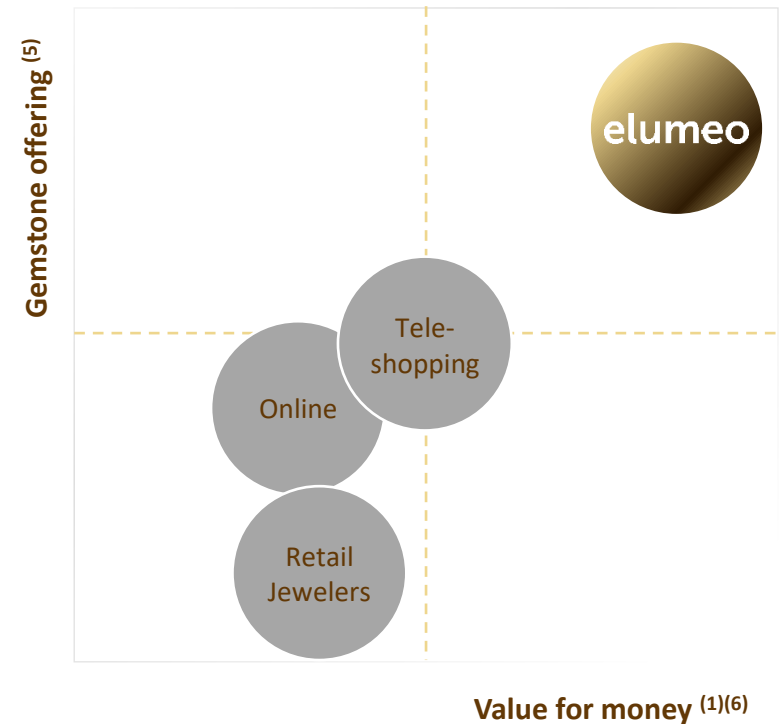 Gemstone offering (5)
elumeo
Tele-
shopping
Online
Retail
Jewelers
Value for money (1)(6)